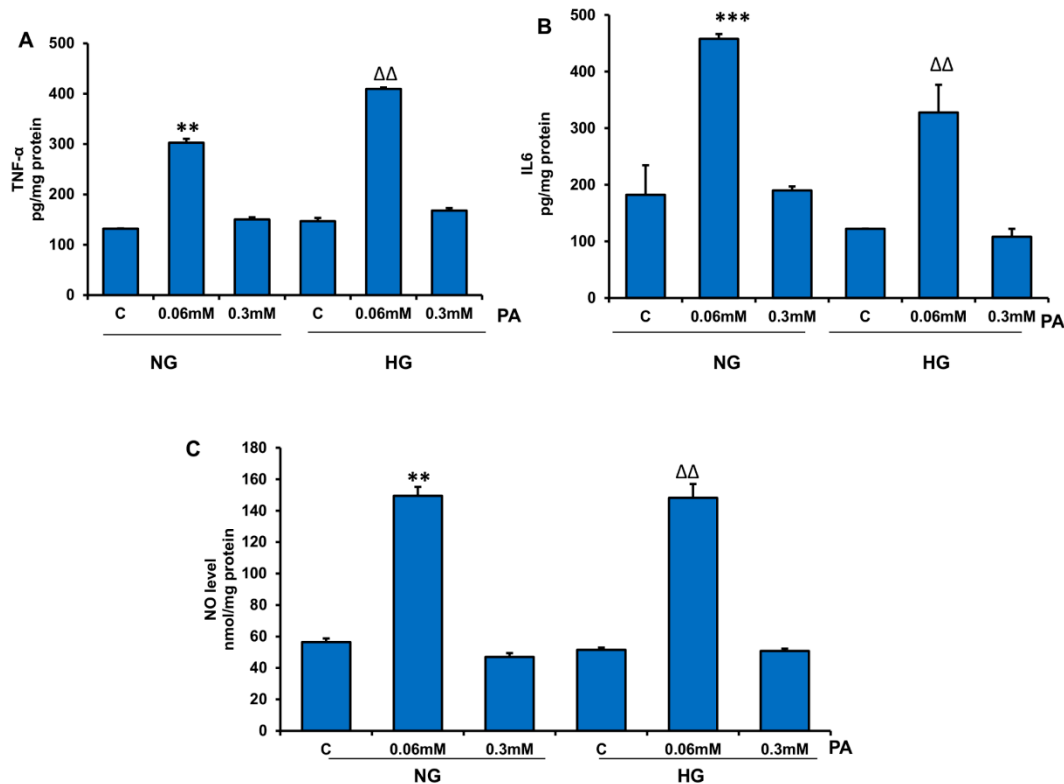 A
TNF-α
pg/mg protein
500
400
300
200
100
0
**
ΔΔ
C 0.06mM 0.3mM C 0.06mM 0.3mM PA
NG HG
B
IL6
pg/mg protein
500
400
300
200
100
0
***
ΔΔ
C 0.06mM 0.3mM C 0.06mM 0.3mM PA
NG HG
C
NO level
nmol/mg protein
180
160
140
120
100
80
60
40
20
0
**
ΔΔ
C 0.06mM 0.3mM C 0.06mM 0.3mM PA
NG HG